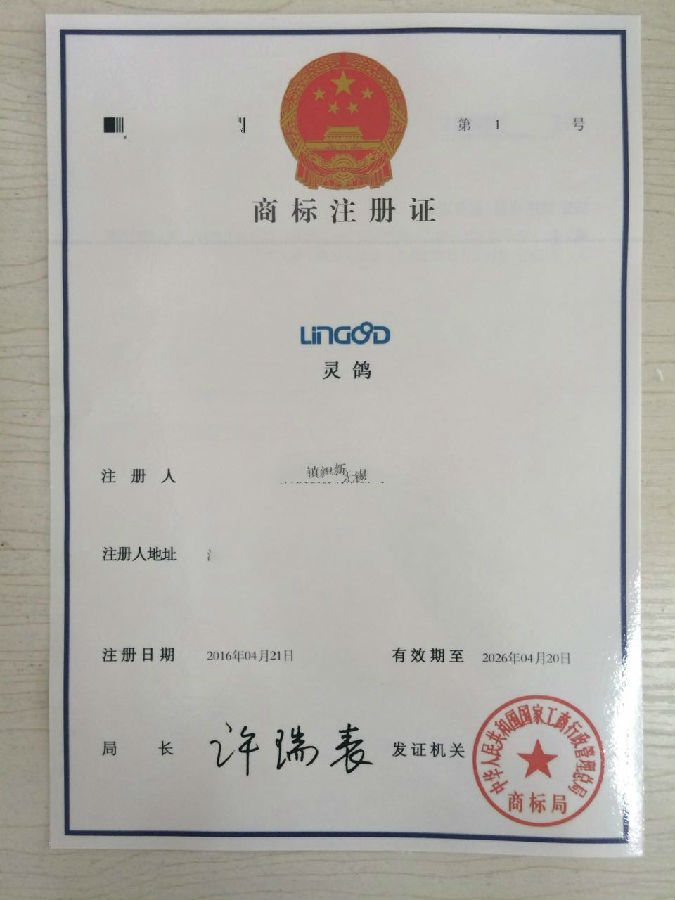 第 1 号
商标注册证
LINGOD
灵鸽
注册人
注册人地址
注册日期 2016年04月21日 有效期至 2026年04月20日
局长 许瑞表 发证机关
中华人民共和国国家工商行政管理总局
商标局